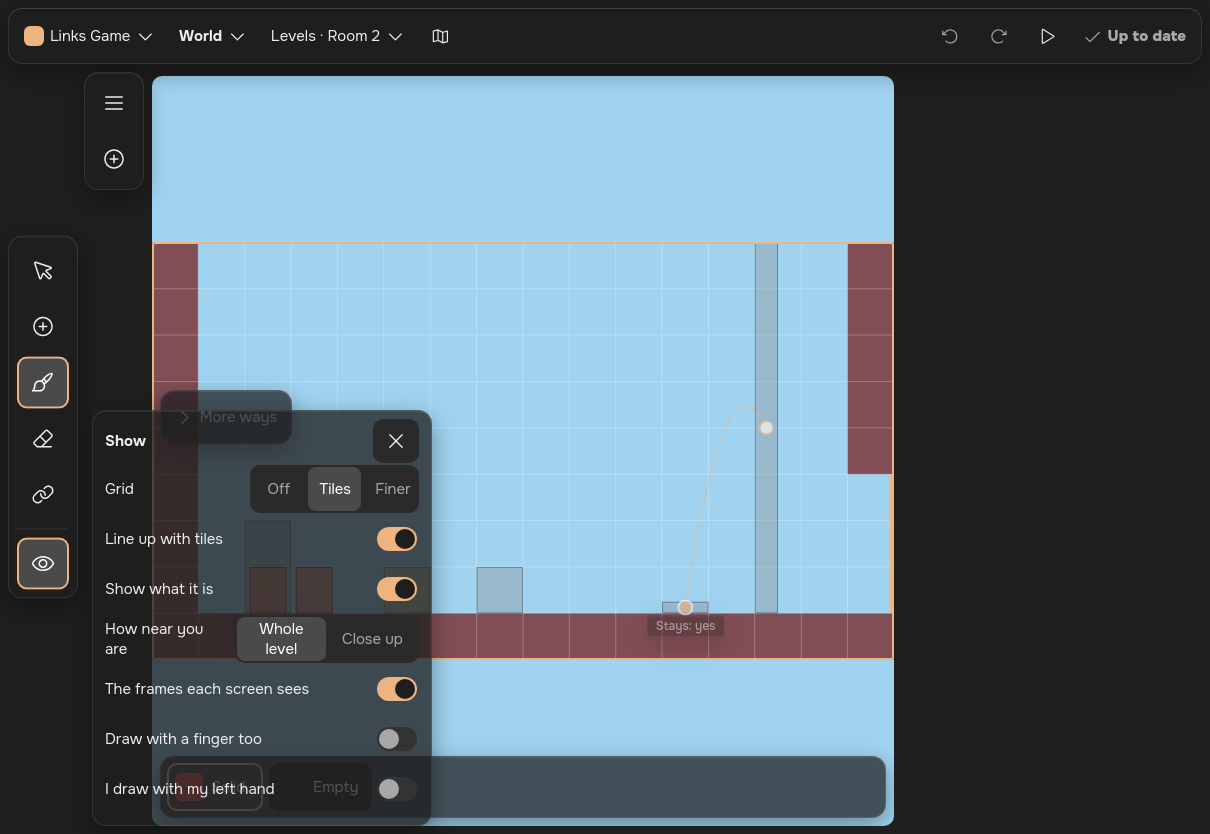 Links Game
World
Levels · Room 2
Up to date
More ways
Show
Grid
Off
Tiles
Finer
Line up with tiles
Show what it is
How near you
are
Whole
level
Close up
Stays: yes
The frames each screen sees
Draw with a finger too
I draw with my left hand
Empty